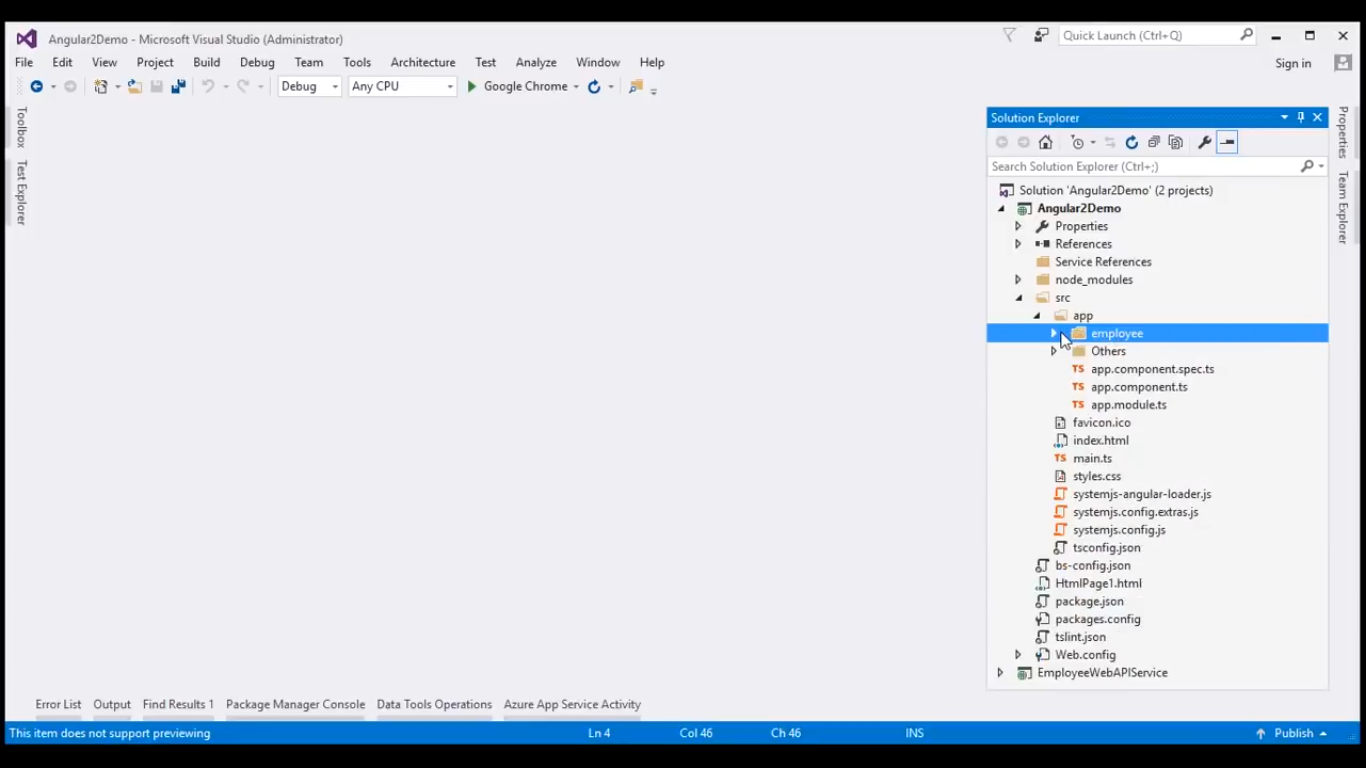 Angular2Demo - Microsoft Visual Studio (Administrator)
Quick Launch (Ctrl+Q)
File Edit View Project Build Debug Team Tools Architecture Test Analyze Window Help
Sign in
Debug Any CPU Google Chrome
Toolbox
Test Explorer
Solution Explorer
Search Solution Explorer (Ctrl+;)
Solution 'Angular2Demo' (2 projects)
Angular2Demo
Properties
References
Service References
node_modules
src
app
employee
Others
TS app.component.spec.ts
TS app.component.ts
TS app.module.ts
favicon.ico
index.html
TS main.ts
styles.css
systemjs-angular-loader.js
systemjs.config.extras.js
systemjs.config.js
tsconfig.json
bs-config.json
HtmlPage1.html
package.json
packages.config
tslint.json
Web.config
EmployeeWebAPIService
Properties
Team Explorer
Error List Output Find Results 1 Package Manager Console Data Tools Operations Azure App Service Activity
This item does not support previewing Ln 4 Col 46 Ch 46 INS Publish